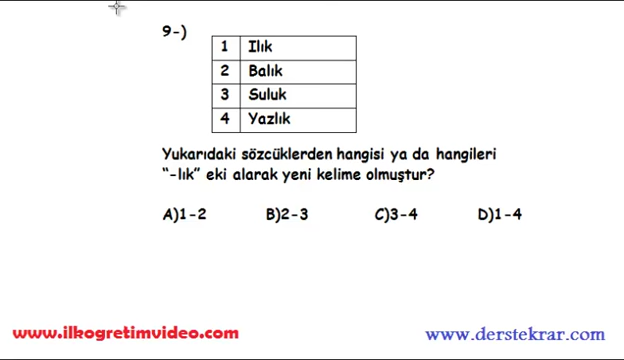 9-)
1 Ilık
2 Balık
3 Suluk
4 Yazlık
Yukarıdaki sözcüklerden hangisi ya da hangileri
“-lık” eki alarak yeni kelime olmuştur?
A)1-2 B)2-3 C)3-4 D)1-4
www.ilkogretimvideo.com www.derstekrar.com